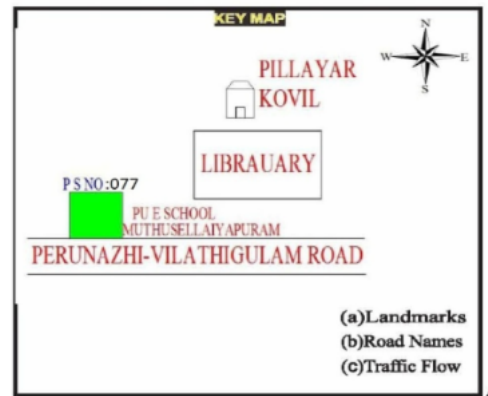 KEY MAP
N
W E
S
PILLAYAR
KOVIL
LIBRAUARY
P S NO:077
PU E SCHOOL
MUTHUSELLAIYAPURAM
PERUNAZHI-VILATHIGULAM ROAD
(a)Landmarks
(b)Road Names
(c)Traffic Flow